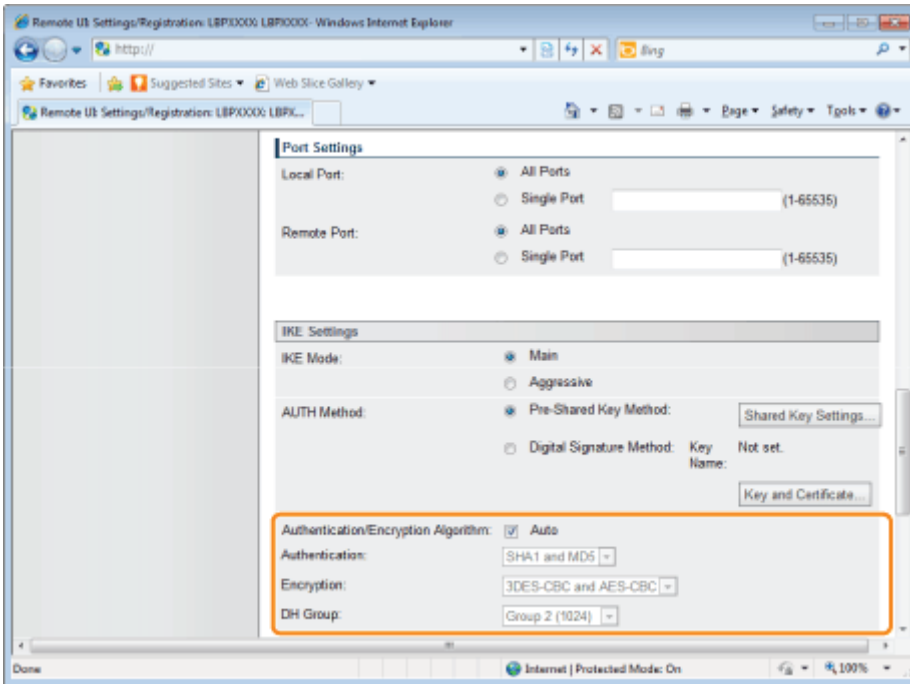 Remote UI: Settings/Registration: LBPXXXX: LBPXXXX- Windows Internet Explorer
http://
Bing
Favorites Suggested Sites Web Slice Gallery
Remote UI: Settings/Registration: LBPXXXX: LBPX... Page Safety Tools
Port Settings
Local Port: All Ports
Single Port (1-65535)
Remote Port: All Ports
Single Port (1-65535)
IKE Settings
IKE Mode: Main
Aggressive
AUTH Method: Pre-Shared Key Method: Shared Key Settings...
Digital Signature Method: Key Name: Not set.
Key and Certificate...
Authentication/Encryption Algorithm: Auto
Authentication: SHA1 and MD5
Encryption: 3DES-CBC and AES-CBC
DH Group: Group 2 (1024)
Done Internet | Protected Mode: On 100%